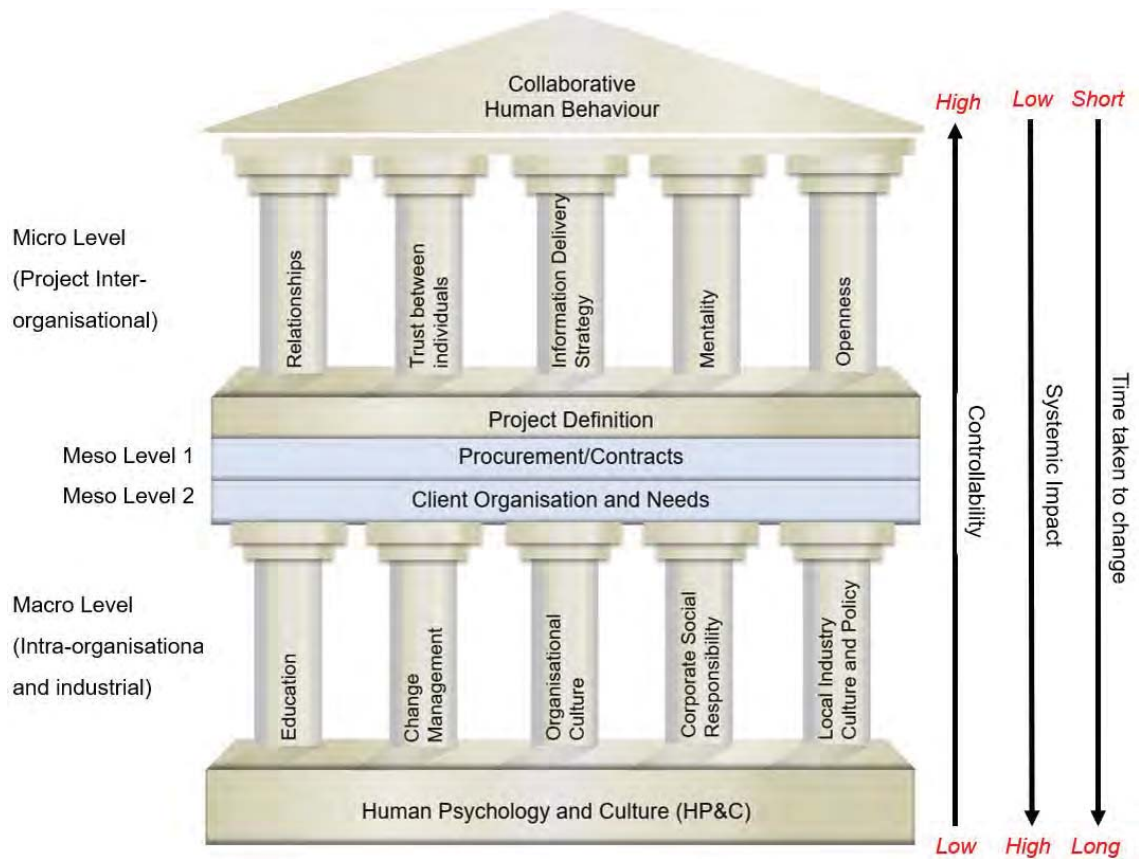 Collaborative
Human Behaviour
High
Low
Short
Micro Level
(Project Inter-
organisational)
Relationships
Trust between
individuals
Information Delivery
Strategy
Mentality
Openness
Project Definition
Meso Level 1
Procurement/Contracts
Meso Level 2
Client Organisation and Needs
Controllability
Systemic Impact
Time taken to change
Macro Level
(Intra-organisationa
and industrial)
Education
Change
Management
Organisational
Culture
Corporate Social
Responsibility
Local Industry
Culture and Policy
Human Psychology and Culture (HP&C)
Low
High
Long